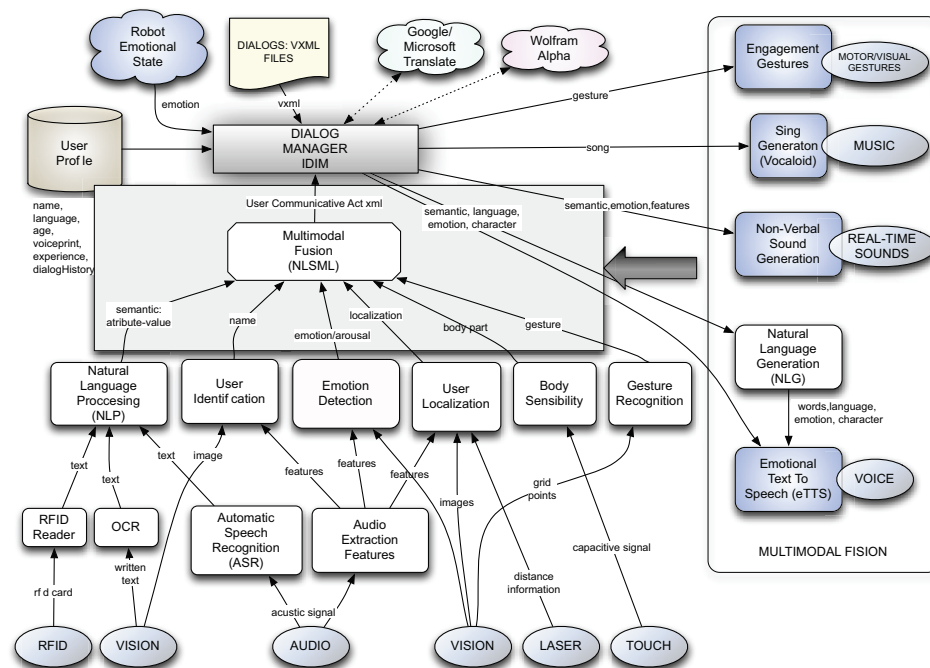 Robot
Emotional
State
DIALOGS: VXML
FILES
Google/
Microsoft
Translate
Wolfram
Alpha
Engagement
Gestures
MOTOR/VISUAL
GESTURES
emotion
vxml
gesture
User
Prof le
DIALOG
MANAGER
IDIM
song
Sing
Generaton
(Vocaloid)
MUSIC
name,
language,
age,
voiceprint,
experience,
dialogHistory
User Communicative Act xml
semantic, language,
emotion, character
semantic,emotion,features
Multimodal
Fusion
(NLSML)
Non-Verbal
Sound
Generation
REAL-TIME
SOUNDS
semantic:
atribute-value
name
emotion/arousal
localization
body part
gesture
Natural
Language
Proccesing
(NLP)
User
Identif cation
Emotion
Detection
User
Localization
Body
Sensibility
Gesture
Recognition
Natural
Language
Generation
(NLG)
words,language,
emotion, character
text
text
text
image
features
features
features
images
grid
points
Emotional
Text To
Speech (eTTS)
VOICE
RFID
Reader
OCR
Automatic
Speech
Recognition
(ASR)
Audio
Extraction
Features
capacitive signal
MULTIMODAL FISION
rf d card
written
text
acustic signal
distance
information
RFID
VISION
AUDIO
VISION
LASER
TOUCH